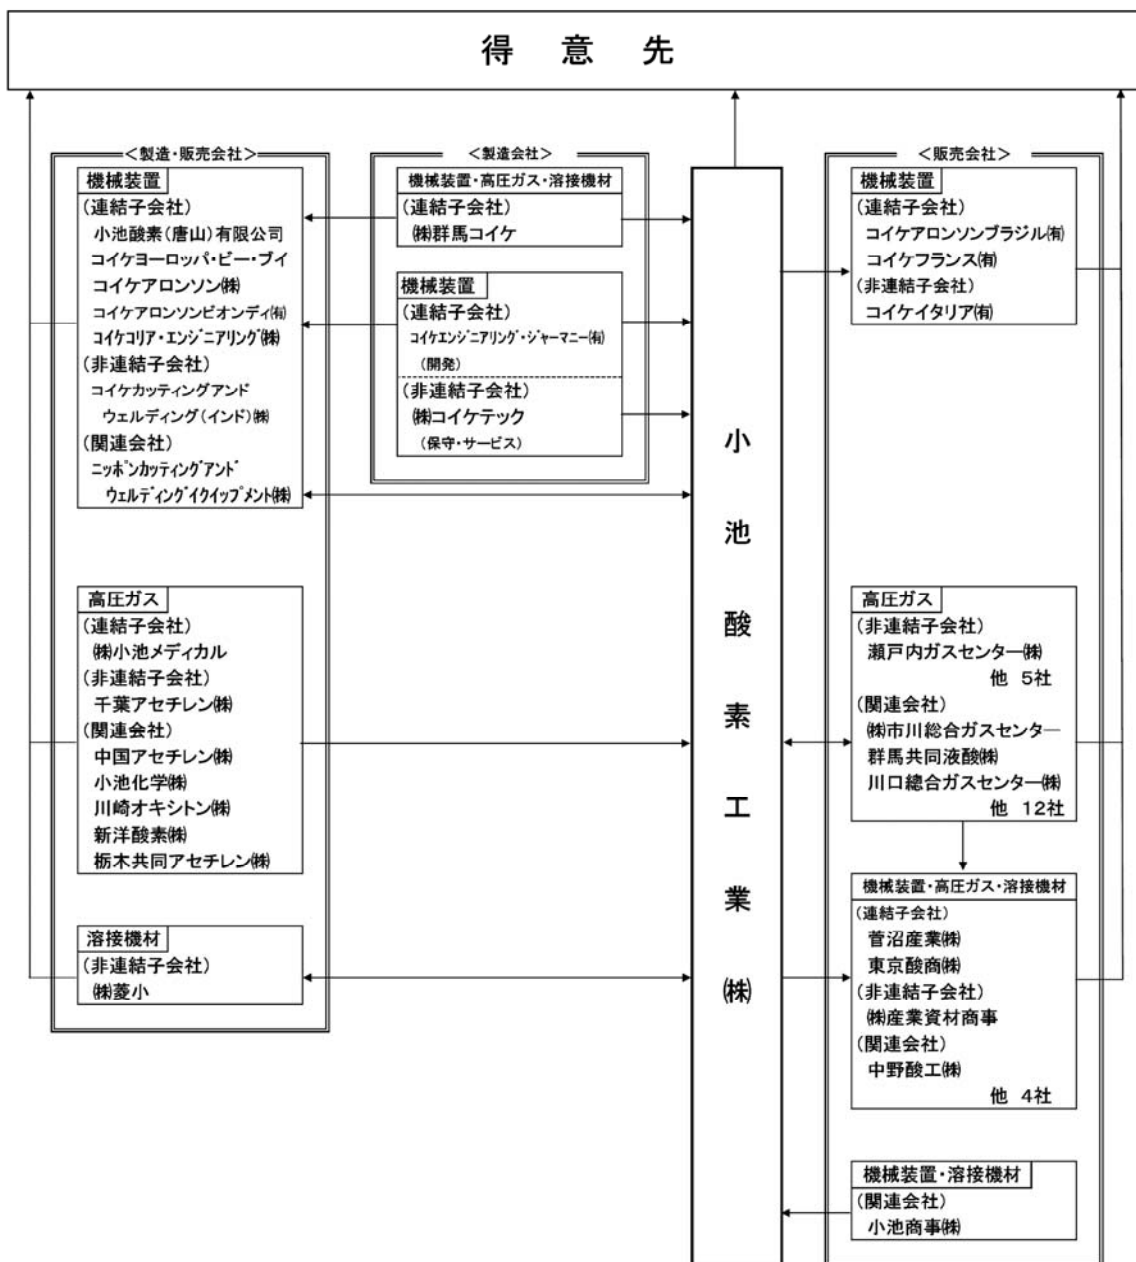 得意先
＜製造・販売会社＞
機械装置
(連結子会社)
小池酸素(唐山)有限公司
コイケヨーロッパ・ビー・ブイ
コイケアロンソン㈱
コイケアロンソンビオンディ㈲
コイケコリア・エンジニアリング㈱
(非連結子会社)
コイケカッティングアンド
ウェルディング(インド)㈱
(関連会社)
ニッポンカッティングアンド
ウェルディングイクイップメント㈱
高圧ガス
(連結子会社)
㈱小池メディカル
(非連結子会社)
千葉アセチレン㈱
(関連会社)
中国アセチレン㈱
小池化学㈱
川崎オキシトン㈱
新洋酸素㈱
栃木共同アセチレン㈱
溶接機材
(非連結子会社)
㈱菱小
＜製造会社＞
機械装置・高圧ガス・溶接機材
(連結子会社)
㈱群馬コイケ
機械装置
(連結子会社)
コイケエンジニアリング・ジャーマニー㈲
(開発)
(非連結子会社)
㈱コイケテック
(保守・サービス)
小池酸素工業㈱
＜販売会社＞
機械装置
(連結子会社)
コイケアロンソンブラジル㈲
コイケフランス㈲
(非連結子会社)
コイケイタリア㈲
高圧ガス
(非連結子会社)
瀬戸内ガスセンター㈱
他 5社
(関連会社)
㈱市川総合ガスセンター
群馬共同液酸㈱
川口總合ガスセンター㈱
他 12社
機械装置・高圧ガス・溶接機材
(連結子会社)
菅沼産業㈱
東京酸商㈱
(非連結子会社)
㈱産業資材商事
(関連会社)
中野酸工㈱
他 4社
機械装置・溶接機材
(関連会社)
小池商事㈱